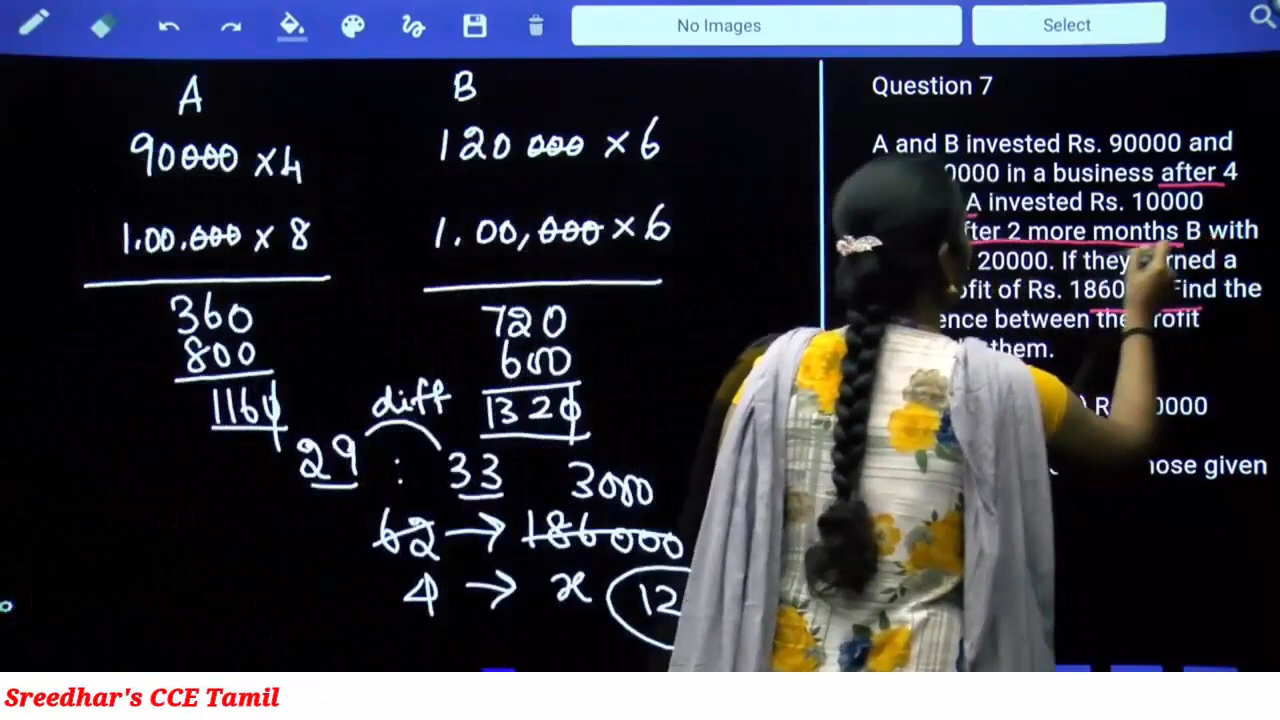 No Images
Select
A
B
90000 × 4
120 000 × 6
1.00.000 × 8
1.00,000 × 6
360
800
1160
720
600
1320
diff
29 : 33
3000
62 → 186000
4 → x
12
Question 7
A and B invested Rs. 90000 and
0000 in a business after 4
A invested Rs. 10000
fter 2 more months B with
20000. If they rned a
ofit of Rs. 1860 Find the
ence between the rofit
them.
0000
hose given
Sreedhar's CCE Tamil